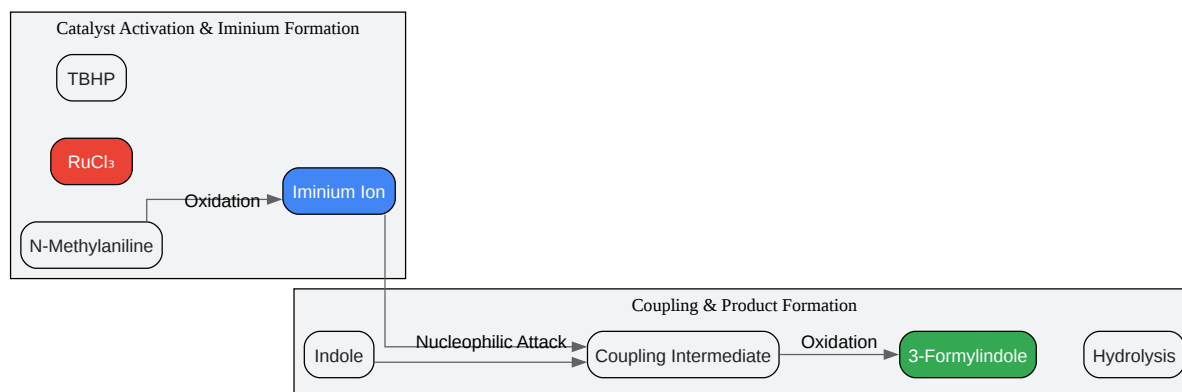 Catalyst Activation & Iminium Formation
TBHP
RuCl₃
Iminium Ion
Oxidation
N-Methylaniline
Coupling & Product Formation
Indole
Nucleophilic Attack
Coupling Intermediate
Oxidation
3-Formylindole
Hydrolysis